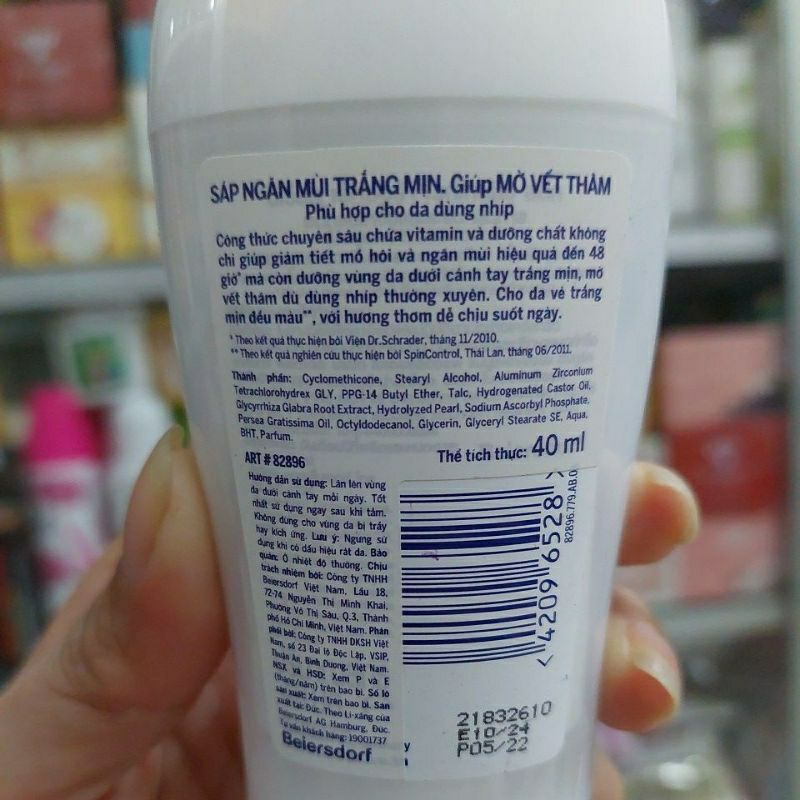 SÁP NGĂN MÙI TRẮNG MỊN. Giúp MỜ VẾT THÂM
Phù hợp cho da dùng nhíp
Công thức chuyên sâu chứa vitamin và dưỡng chất không
chỉ giúp giảm tiết mồ hôi và ngăn mùi hiệu quả đến 48
giờ* mà còn dưỡng vùng da dưới cánh tay trắng mịn, mờ
vết thâm dù dùng nhíp thường xuyên. Cho da vẻ trắng
mịn đều màu**, với hương thơm dễ chịu suốt ngày.
* Theo kết quả thực hiện bởi Viện Dr.Schrader, tháng 11/2010.
** Theo kết quả nghiên cứu thực hiện bởi SpinControl, Thái Lan, tháng 06/2011.
Thành phần: Cyclomethicone, Stearyl Alcohol, Aluminum Zirconium
Tetrachlorohydrex GLY, PPG-14 Butyl Ether, Talc, Hydrogenated Castor Oil,
Glycyrrhiza Glabra Root Extract, Hydrolyzed Pearl, Sodium Ascorbyl Phosphate,
Persea Gratissima Oil, Octyldodecanol, Glycerin, Glyceryl Stearate SE, Aqua,
BHT, Parfum.
ART # 82896
Thể tích thực: 40 ml
Hướng dẫn sử dụng: Lăn lên vùng
da dưới cánh tay mỗi ngày. Tốt
nhất sử dụng ngay sau khi tắm.
Không dùng cho vùng da bị trầy
hay kích ứng. Lưu ý: Ngưng sử
dụng khi có dấu hiệu rát da. Bảo
quản: Ở nhiệt độ thường. Chịu
trách nhiệm bởi: Công ty TNHH
Beiersdorf Việt Nam, Lầu 18,
72-74 Nguyễn Thị Minh Khai,
Phường Võ Thị Sáu, Q.3, Thành
phố Hồ Chí Minh, Việt Nam. Phân
phối bởi: Công ty TNHH DKSH Việt
Nam, số 23 Đại lộ Độc Lập, VSIP,
Thuận An, Bình Dương, Việt Nam.
NSX và HSD: Xem P và E
(tháng/năm) trên bao bì. Số lô
sản xuất: Xem trên bao bì. Sản
xuất tại: Đức. Theo Li-xăng của
Beiersdorf AG Hamburg, Đức.
Tư vấn khách hàng: 19001737
Beiersdorf
< 4209 6528 >
82896.779.AB.0
21832610
E10/24
P05/22